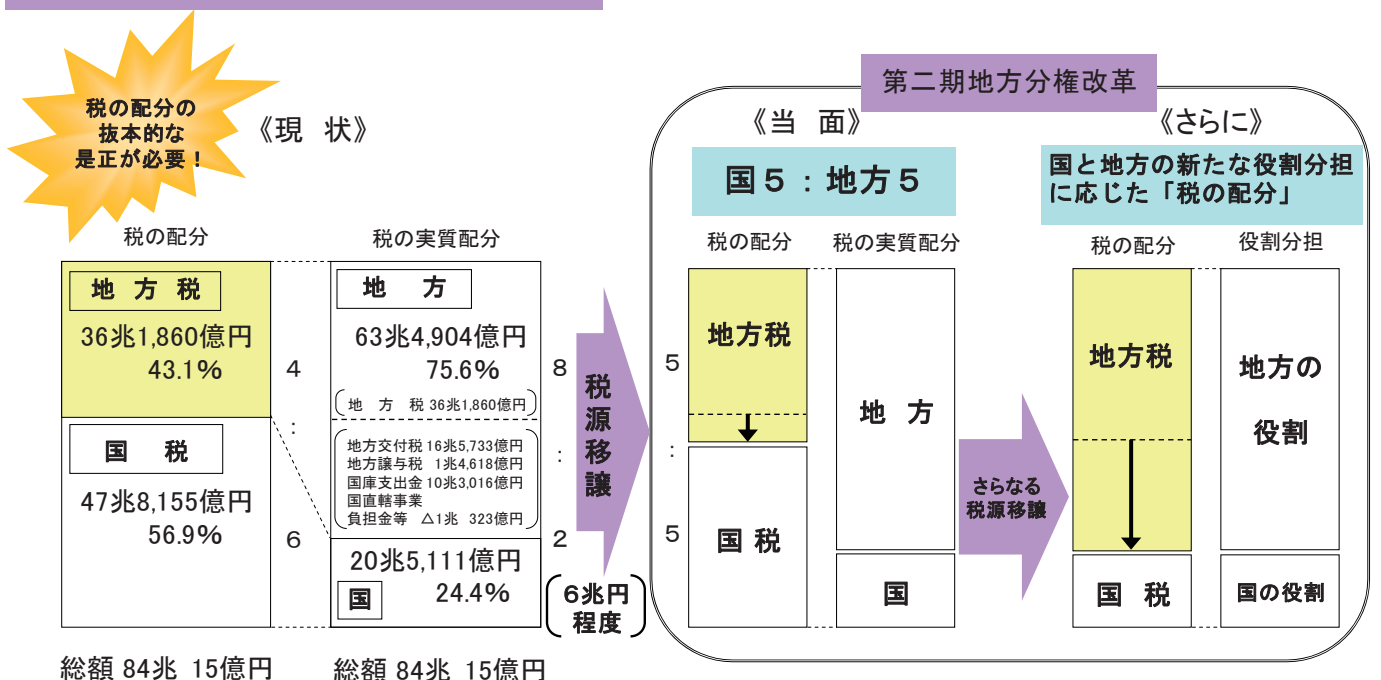 税の配分の
抜本的な
是正が必要！
《現　状》
税の配分
税の実質配分
地 方 税
36兆1,860億円
43.1%
国　税
47兆8,155億円
56.9%
4
:
6
地　方
63兆4,904億円
75.6%
地　方　税 36兆1,860億円
地方交付税 16兆5,733億円
地方譲与税　1兆4,618億円
国庫支出金 10兆3,016億円
国直轄事業
負担金等　△1兆　323億円
20兆5,111億円
国
24.4%
8
:
2
総額 84兆 15億円
総額 84兆 15億円
税源移譲
6兆円
程度
第二期地方分権改革
《当　面》
国５：地方５
税の配分
税の実質配分
5
:
5
地方税
国 税
地 方
国
さらなる
税源移譲
《さらに》
国と地方の新たな役割分担
に応じた「税の配分」
税の配分
役割分担
地方税
国 税
地方の
役割
国の役割